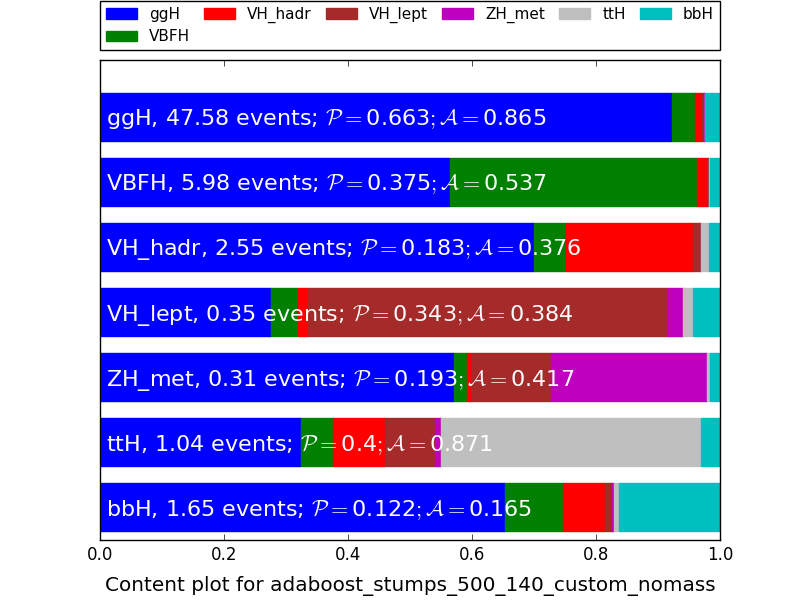 ggH VH_hadr VH_lept ZH_met ttH bbH
VBFH
ggH, 47.58 events; 𝒫 = 0.663; 𝒜 = 0.865
VBFH, 5.98 events; 𝒫 = 0.375; 𝒜 = 0.537
VH_hadr, 2.55 events; 𝒫 = 0.183; 𝒜 = 0.376
VH_lept, 0.35 events; 𝒫 = 0.343; 𝒜 = 0.384
ZH_met, 0.31 events; 𝒫 = 0.193; 𝒜 = 0.417
ttH, 1.04 events; 𝒫 = 0.4; 𝒜 = 0.871
bbH, 1.65 events; 𝒫 = 0.122; 𝒜 = 0.165
0.0 0.2 0.4 0.6 0.8 1.0
Content plot for adaboost_stumps_500_140_custom_nomass